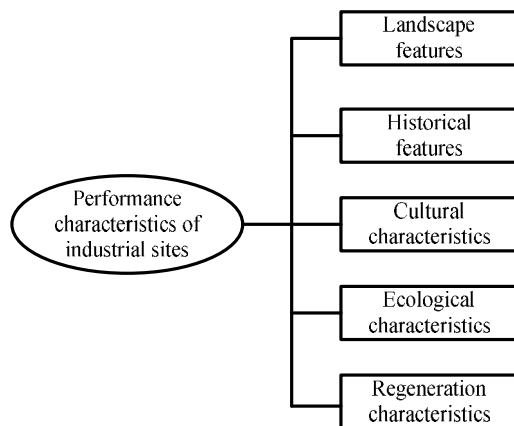 Landscape
features
Historical
features
Performance
characteristics of
industrial sites
Cultural
characteristics
Ecological
characteristics
Regeneration
characteristics